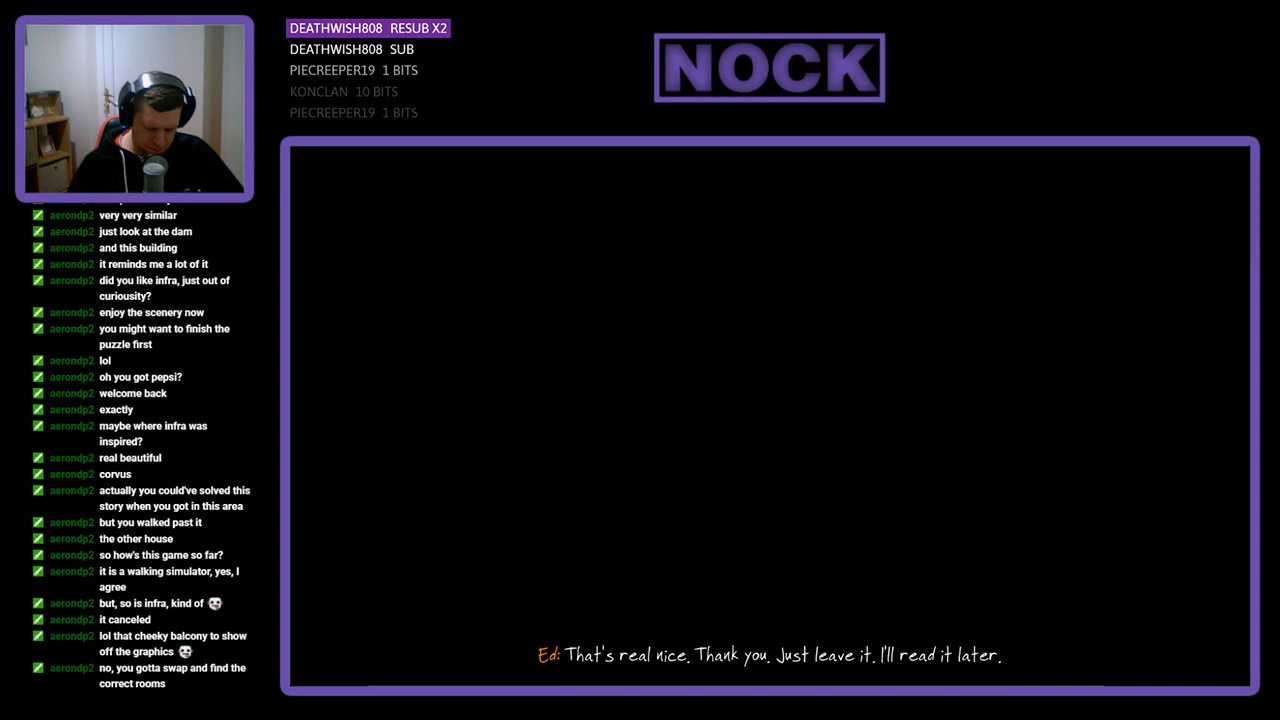 DEATHWISH808 RESUB X2
DEATHWISH808 SUB
PIECREEPER19 1 BITS
KONCLAN 10 BITS
PIECREEPER19 1 BITS
NOCK
aerondp2 very very similar
aerondp2 just look at the dam
aerondp2 and this building
aerondp2 it reminds me a lot of it
aerondp2 did you like infra, just out of
curiousity?
aerondp2 enjoy the scenery now
aerondp2 you might want to finish the
puzzle first
aerondp2 lol
aerondp2 oh you got pepsi?
aerondp2 welcome back
aerondp2 exactly
aerondp2 maybe where infra was
inspired?
aerondp2 real beautiful
aerondp2 corvus
aerondp2 actually you could've solved this
story when you got in this area
aerondp2 but you walked past it
aerondp2 the other house
aerondp2 so how's this game so far?
aerondp2 it is a walking simulator, yes, I
agree
aerondp2 but, so is infra, kind of
aerondp2 it canceled
aerondp2 lol that cheeky balcony to show
off the graphics
aerondp2 no, you gotta swap and find the
correct rooms
Ed: That's real nice. Thank you. Just leave it. I'll read it later.